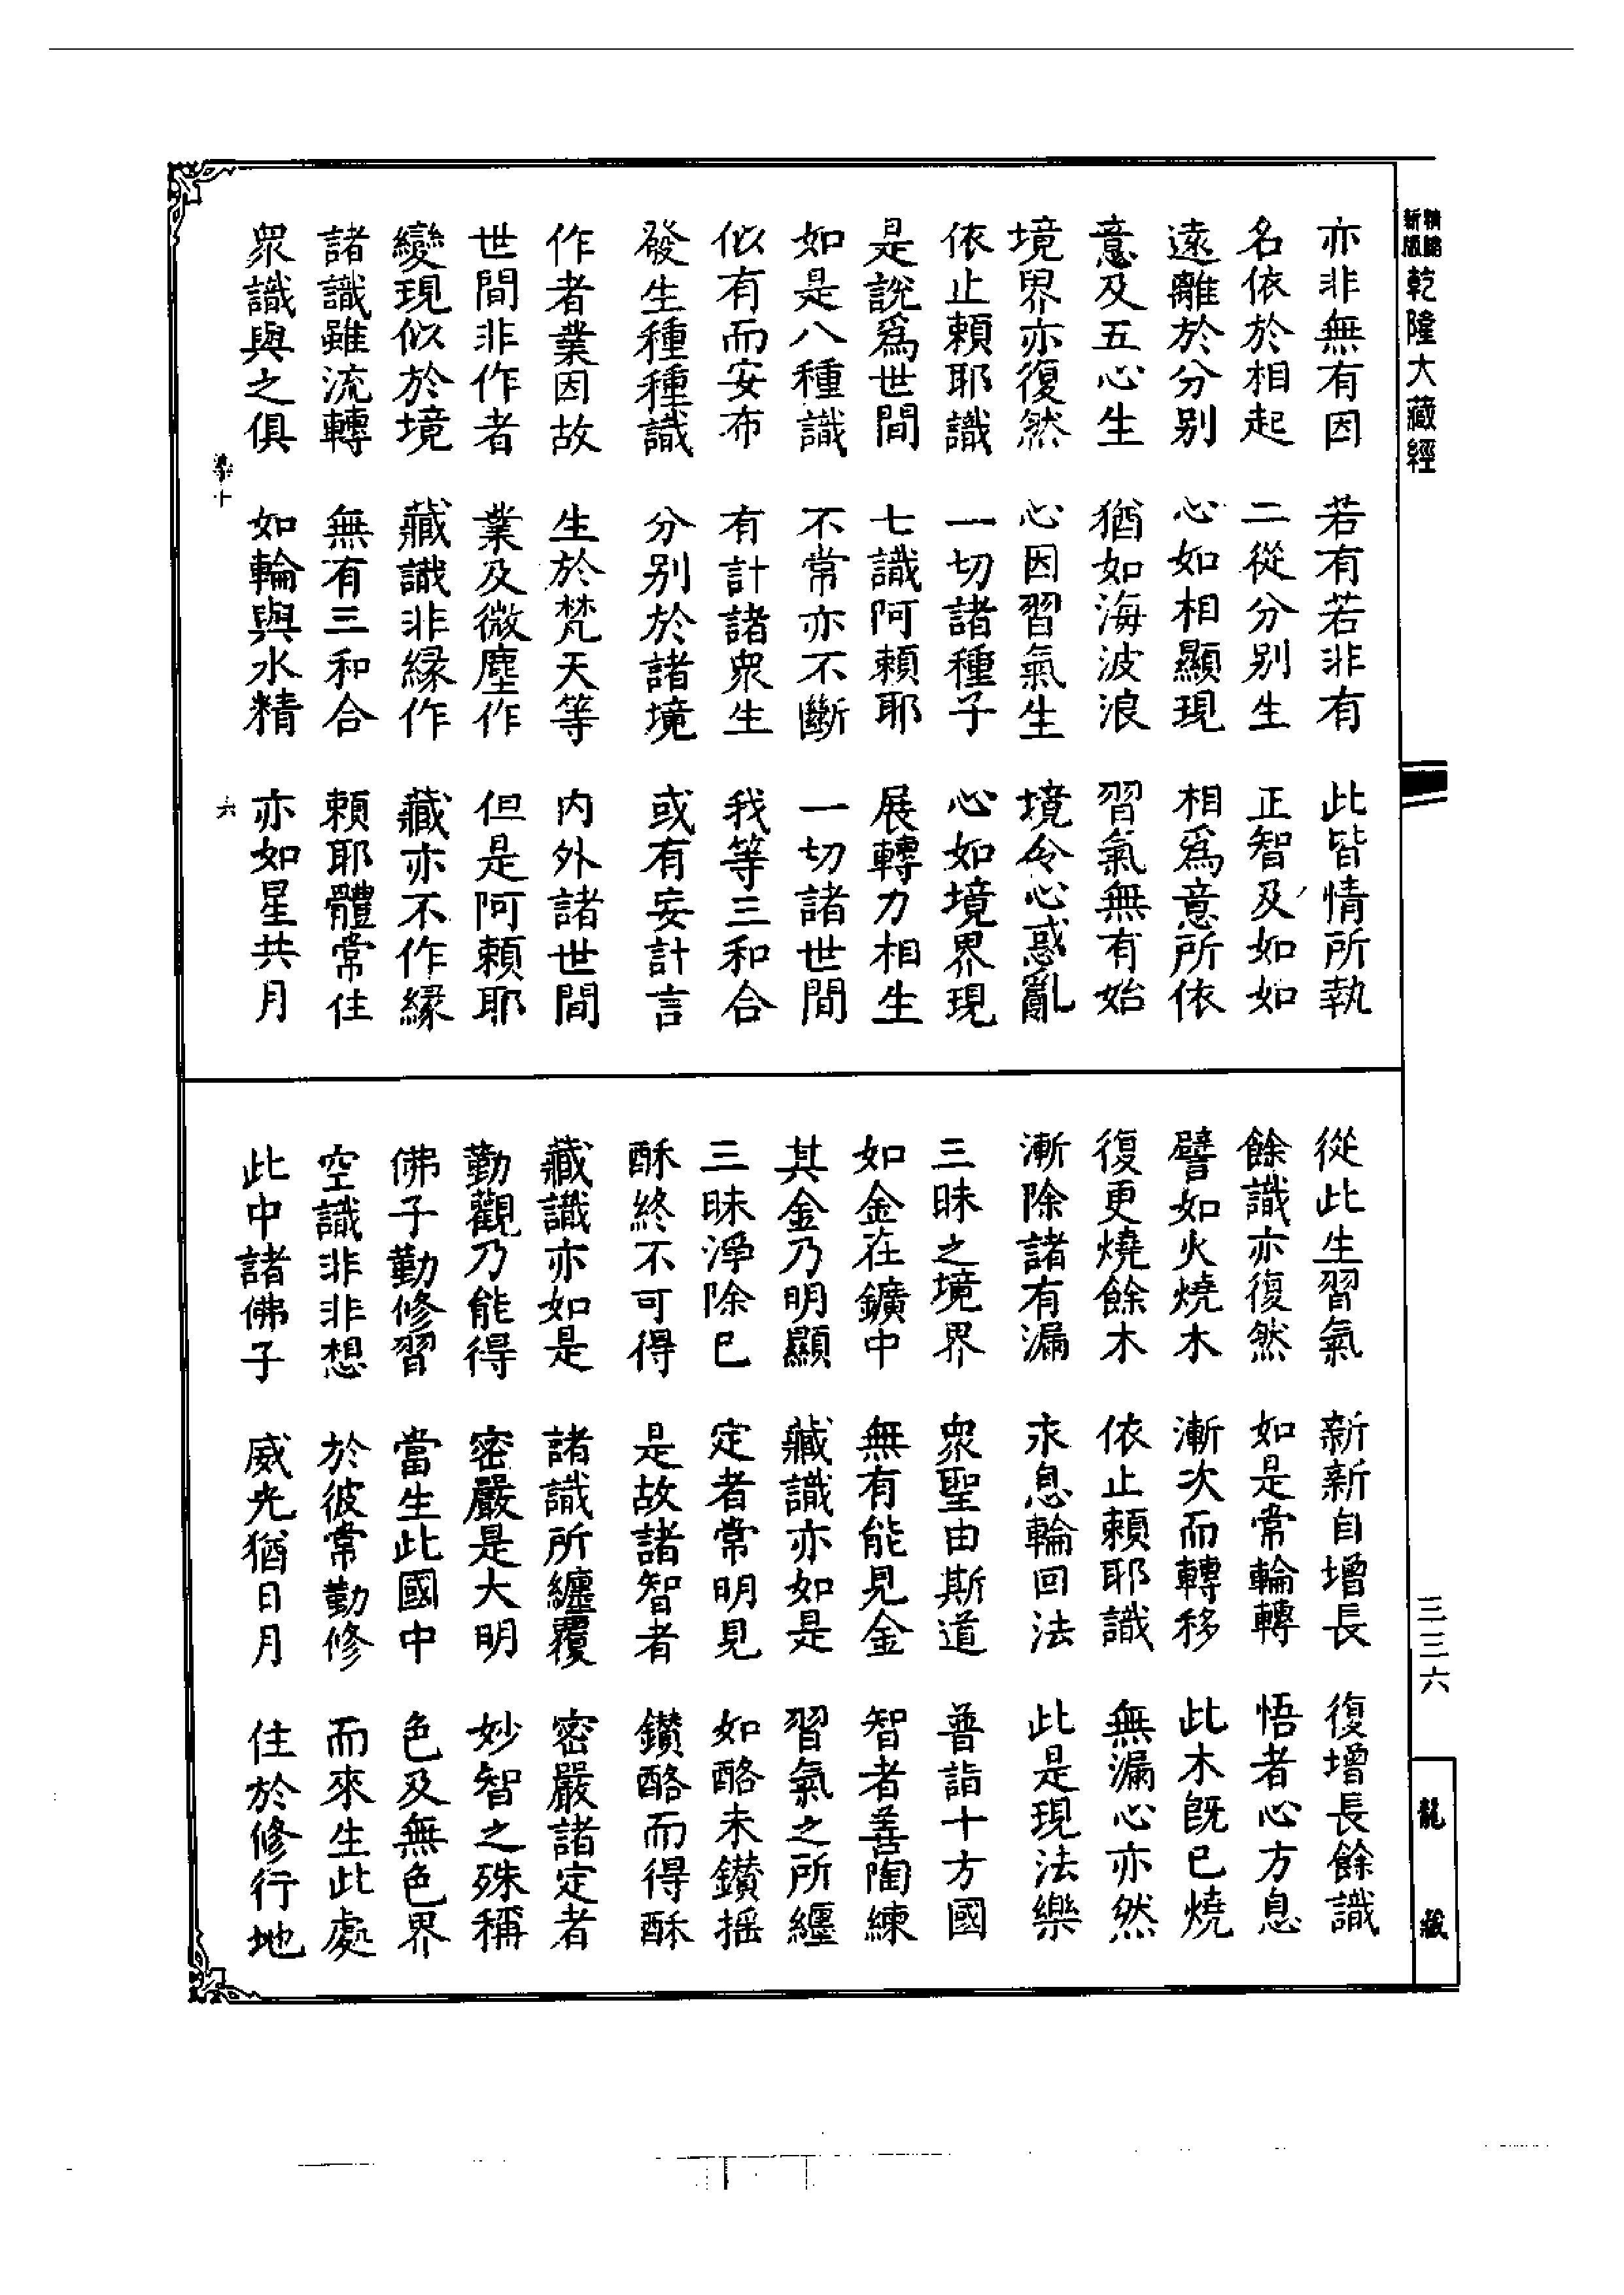 精縮新版乾隆大藏經
亦非無有因　若有若非有　此皆情所執
名依於相起　二從分別生　正智及如如
遠離於分別　心如相顯現　相爲意所依
意及五心生　猶如海波浪　習氣無有始
境界亦復然　心因習氣生　境令心惑亂
依止頼耶識　一切諸種子　心如境界現
是說爲世間　七識阿頼耶　展轉力相生
如是八種識　不常亦不斷　一切諸世間
似有而安布　有計諸衆生　我等三和合
發生種種識　分別於諸境　或有妄計言
作者業因故　生於梵天等　内外諸世間
世間非作者　業及微塵作　但是阿頼耶
變現似於境　藏識非緣作　藏亦不作緣
諸識雖流轉　無有三和合　頼耶體常住
衆識與之俱　如輪與水精　亦如星共月
十　六
從此生習氣　新新自增長　復增長餘識
餘識亦復然　如是常輪轉　悟者心方息
譬如火燒木　漸次而轉移　此木旣已燒
復更燒餘木　依止頼耶識　無漏心亦然
漸除諸有漏　永息輪回法　此是現法樂
三昧之境界　衆聖由斯道　普詣十方國
如金在鑛中　無有能見金　智者善陶練
其金乃明顯　藏識亦如是　習氣之所纒
三昧淨除已　定者常明見　如酪未鑚揺
酥終不可得　是故諸智者　鑚酪而得酥
藏識亦如是　諸識所纒覆　密嚴諸定者
勤觀乃能得　密嚴是大明　妙智之殊稱
佛子勤修習　當生此國中　色及無色界
空識非非想　於彼常勤修　而來生此處
此中諸佛子　威光猶日月　住於修行地
三三六
龍藏